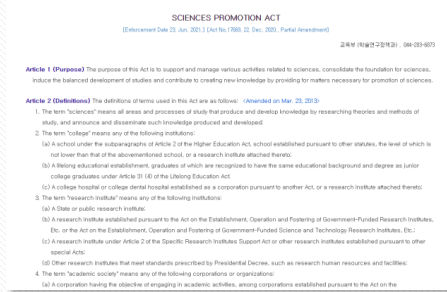 SCIENCES PROMOTION ACT
[Enforcement Date 23. Jun, 2021.] [Act No.17669, 22. Dec, 2020., Partial Amendment]
교육부 (학술연구정책과) , 044-203-6873
Article 1 (Purpose) The purpose of this Act is to support and manage various activities related to sciences, consolidate the foundation for sciences,
induce the balanced development of studies and contribute to creating new knowledge by providing for matters necessary for promotion of sciences.
Article 2 (Definitions) The definitions of terms used in this Act are as follows: <Amended on Mar. 23, 2013>
1. The term "sciences" means all areas and processes of study that produce and develop knowledge by researching theories and methods of
study, and announce and disseminate such knowledge produced and developed;
2. The term "college" means any of the following institutions:
(a) A school under the subparagraphs of Article 2 of the Higher Education Act, school established pursuant to other statutes, the level of which is
not lower than that of the abovementioned school, or a research institute attached thereto;
(b) A lifelong educational establishment, graduates of which are recognized to have the same educational background and degree as junior
college graduates under Article 31 (4) of the Lifelong Education Act.
(c) A college hospital or college dental hospital established as a corporation pursuant to another Act, or a research institute attached thereto;
3. The term "research institute" means any of the following institutions:
(a) A State or public research institute;
(b) A research institute established pursuant to the Act on the Establishment, Operation and Fostering of Government-Funded Research Institutes,
Etc. or the Act on the Establishment, Operation and Fostering of Government-Funded Science and Technology Research Institutes, Etc.;
(c) A research institute under Article 2 of the Specific Research Institutes Support Act or other research institutes established pursuant to other
special Acts;
(d) Other research institutes that meet standards prescribed by Presidential Decree, such as research human resources and facilities;
4. The term "academic society" means any of the following corporations or organizations:
(a) A corporation having the objective of engaging in academic activities, among corporations established pursuant to the Act on the